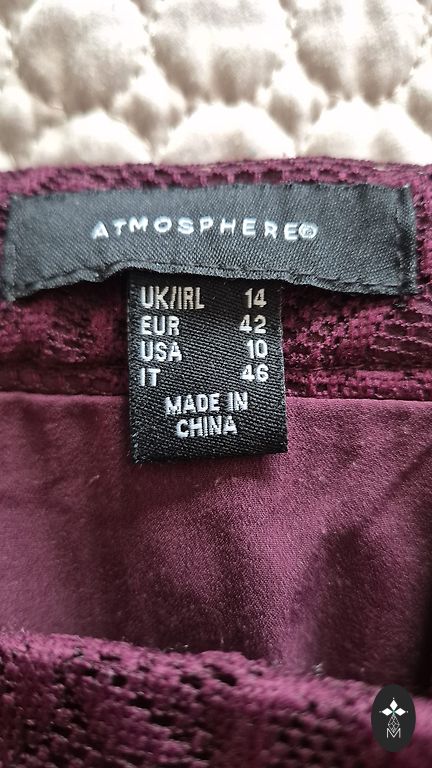 ATMOSPHERE®
UK/IRL 14
EUR 42
USA 10
IT 46
MADE IN
CHINA
M